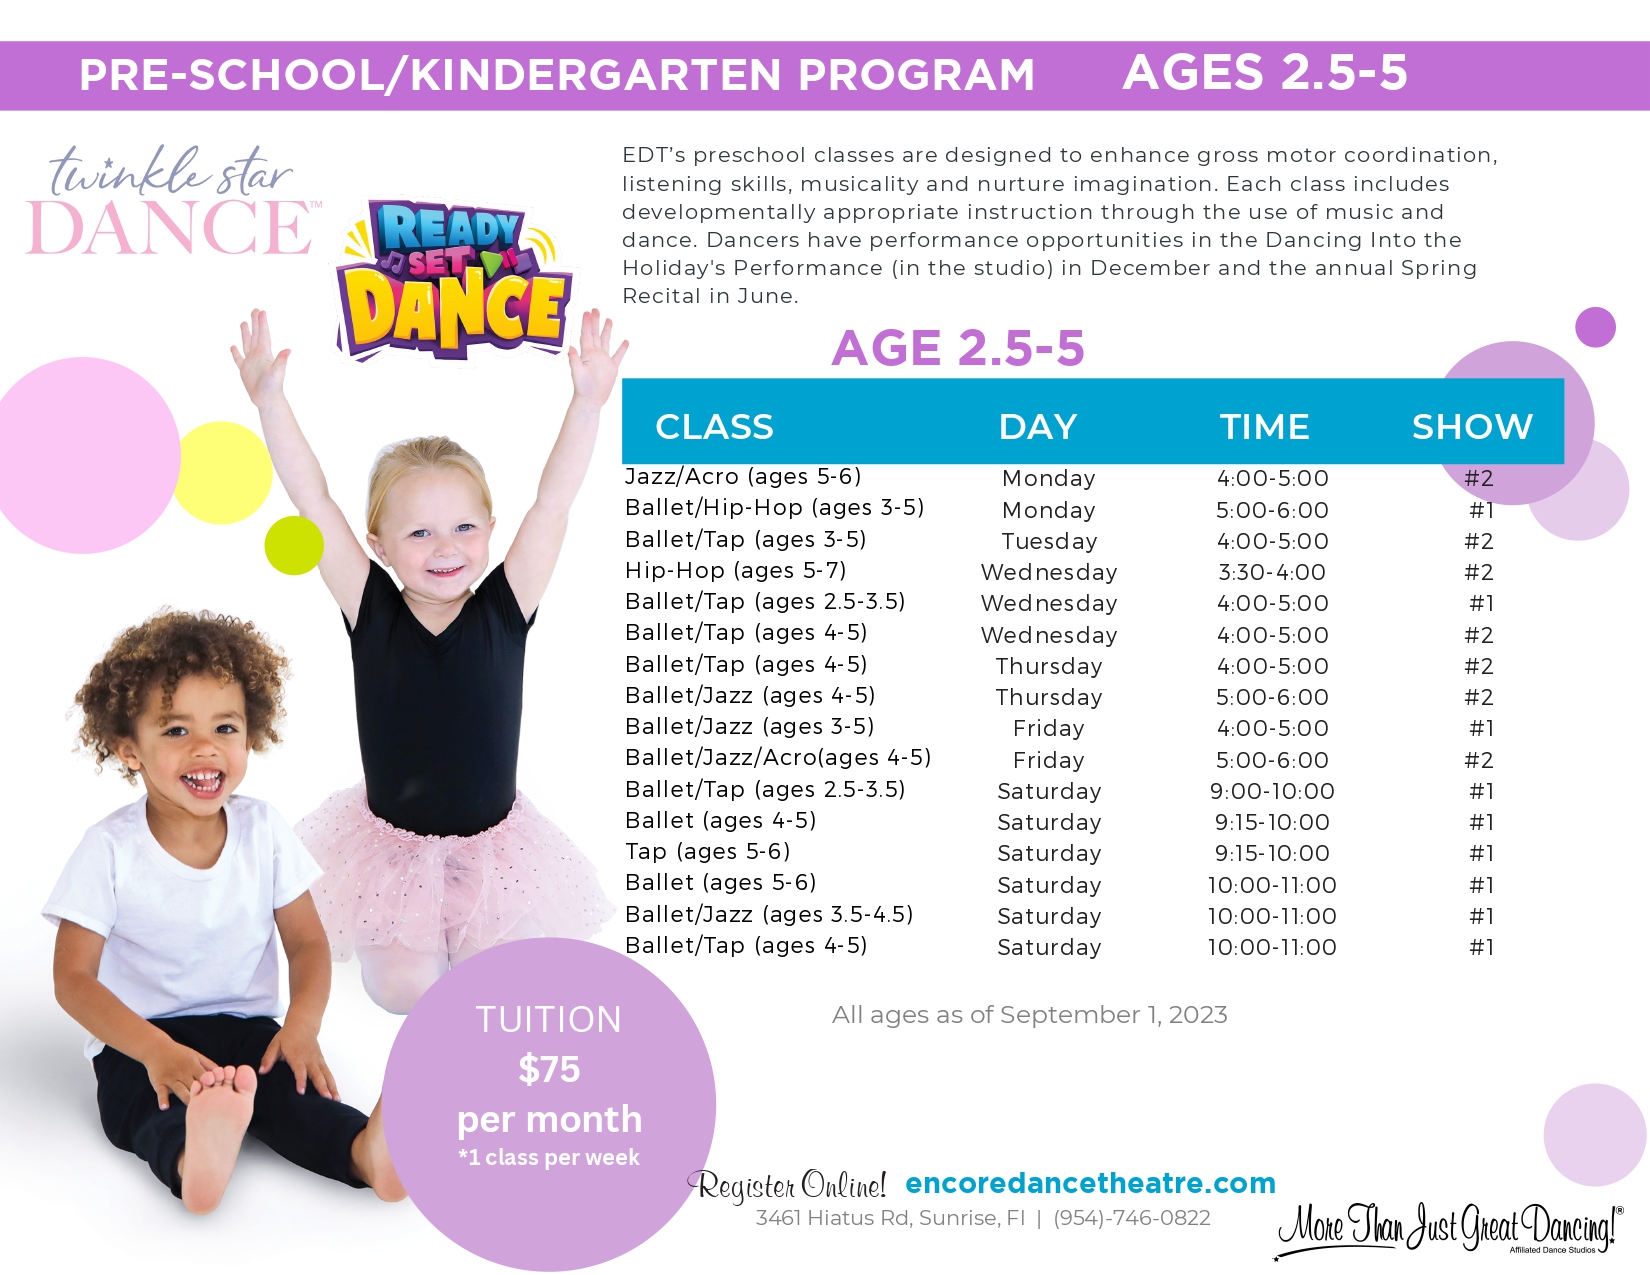 PRE-SCHOOL/KINDERGARTEN PROGRAM AGES 2.5-5
twinkle star
DANCE™
READY
SET
DANCE
EDT’s preschool classes are designed to enhance gross motor coordination,
listening skills, musicality and nurture imagination. Each class includes
developmentally appropriate instruction through the use of music and
dance. Dancers have performance opportunities in the Dancing Into the
Holiday's Performance (in the studio) in December and the annual Spring
Recital in June.
AGE 2.5-5
CLASS DAY TIME SHOW
Jazz/Acro (ages 5-6) Monday 4:00-5:00 #2
Ballet/Hip-Hop (ages 3-5) Monday 5:00-6:00 #1
Ballet/Tap (ages 3-5) Tuesday 4:00-5:00 #2
Hip-Hop (ages 5-7) Wednesday 3:30-4:00 #2
Ballet/Tap (ages 2.5-3.5) Wednesday 4:00-5:00 #1
Ballet/Tap (ages 4-5) Wednesday 4:00-5:00 #2
Ballet/Tap (ages 4-5) Thursday 4:00-5:00 #2
Ballet/Jazz (ages 4-5) Thursday 5:00-6:00 #2
Ballet/Jazz (ages 3-5) Friday 4:00-5:00 #1
Ballet/Jazz/Acro(ages 4-5) Friday 5:00-6:00 #2
Ballet/Tap (ages 2.5-3.5) Saturday 9:00-10:00 #1
Ballet (ages 4-5) Saturday 9:15-10:00 #1
Tap (ages 5-6) Saturday 9:15-10:00 #1
Ballet (ages 5-6) Saturday 10:00-11:00 #1
Ballet/Jazz (ages 3.5-4.5) Saturday 10:00-11:00 #1
Ballet/Tap (ages 4-5) Saturday 10:00-11:00 #1
All ages as of September 1, 2023
TUITION
$75
per month
*1 class per week
Register Online! encoredancetheatre.com
3461 Hiatus Rd, Sunrise, Fl | (954)-746-0822
More Than Just Great Dancing!®
Affiliated Dance Studios